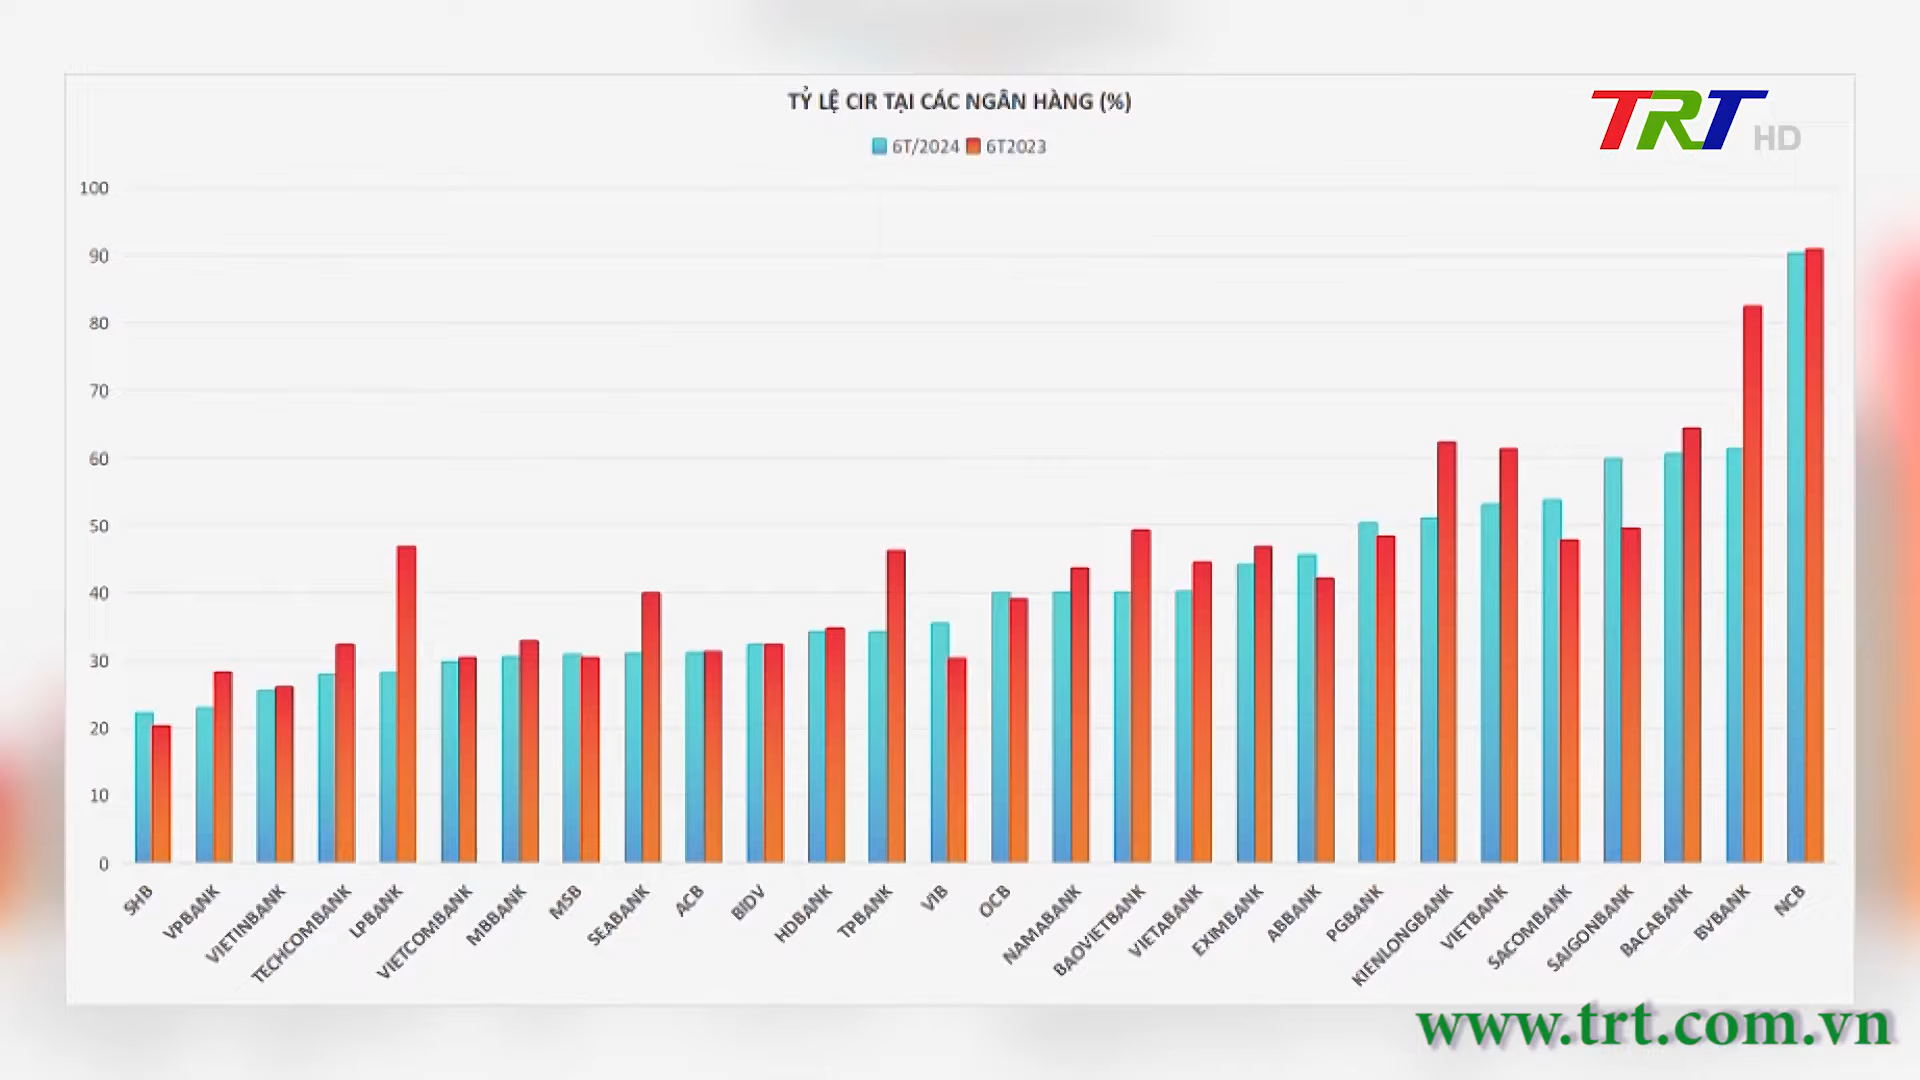 TỶ LỆ CIR TẠI CÁC NGÂN HÀNG (%)
TRT HD
6T/2024 6T2023
100
90
80
70
60
50
40
30
20
10
0
SHB
VPBANK
VIETINBANK
TECHCOMBANK
LPBANK
VIETCOMBANK
MBBANK
MSB
SEABANK
ACB
BIDV
HDBANK
TPBANK
VIB
OCB
NAMABANK
BAOVIETBANK
VIETABANK
EXIMBANK
ABBANK
PGBANK
KIENLONGBANK
VIETBANK
SACOMBANK
SAIGONBANK
BACABANK
BVBANK
NCB
www.trt.com.vn